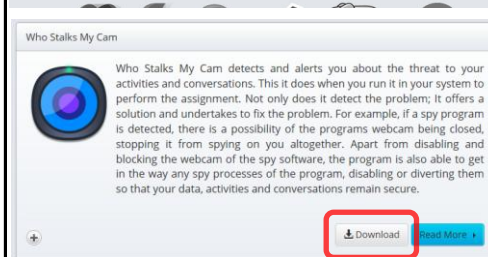 Who Stalks My Cam
Who Stalks My Cam detects and alerts you about the threat to your
activities and conversations. This it does when you run it in your system to
perform the assignment. Not only does it detect the problem; It offers a
solution and undertakes to fix the problem. For example, if a spy program
is detected, there is a possibility of the programs webcam being closed,
stopping it from spying on you altogether. Apart from disabling and
blocking the webcam of the spy software, the program is also able to get
in the way any spy processes of the program, disabling or diverting them
so that your data, activities and conversations remain secure.
Download Read More